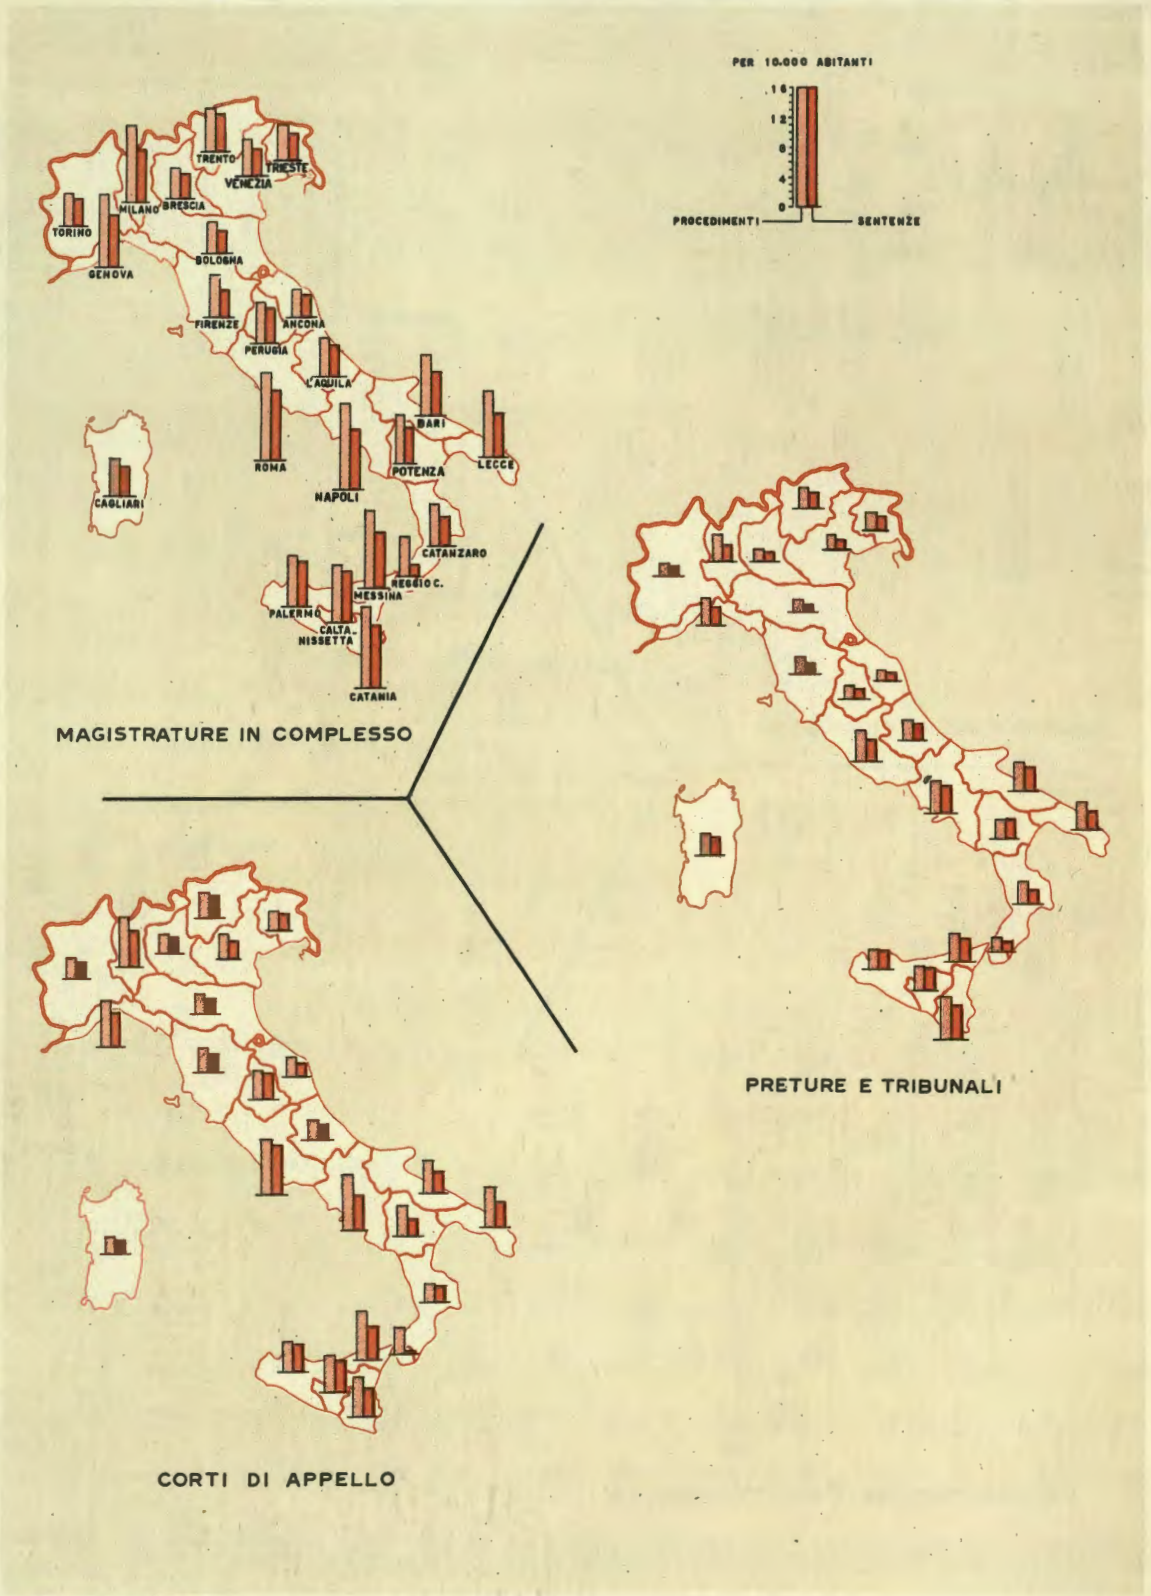 PER 10.000 ABITANTI
16
12
8
4
0
PROCEDIMENTI
SENTENZE
TRENTO
TRIESTE
VENEZIA
MILANO
BRESCIA
TORINO
GENOVA
BOLOGNA
FIRENZE
ANCONA
PERUGIA
L'AQUILA
BARI
ROMA
POTENZA
LECCE
NAPOLI
CAGLIARI
CATANZARO
REGGIO C.
MESSINA
PALERMO
CALTA-
NISSETTA
CATANIA
MAGISTRATURE IN COMPLESSO
PRETURE E TRIBUNALI
CORTI DI APPELLO